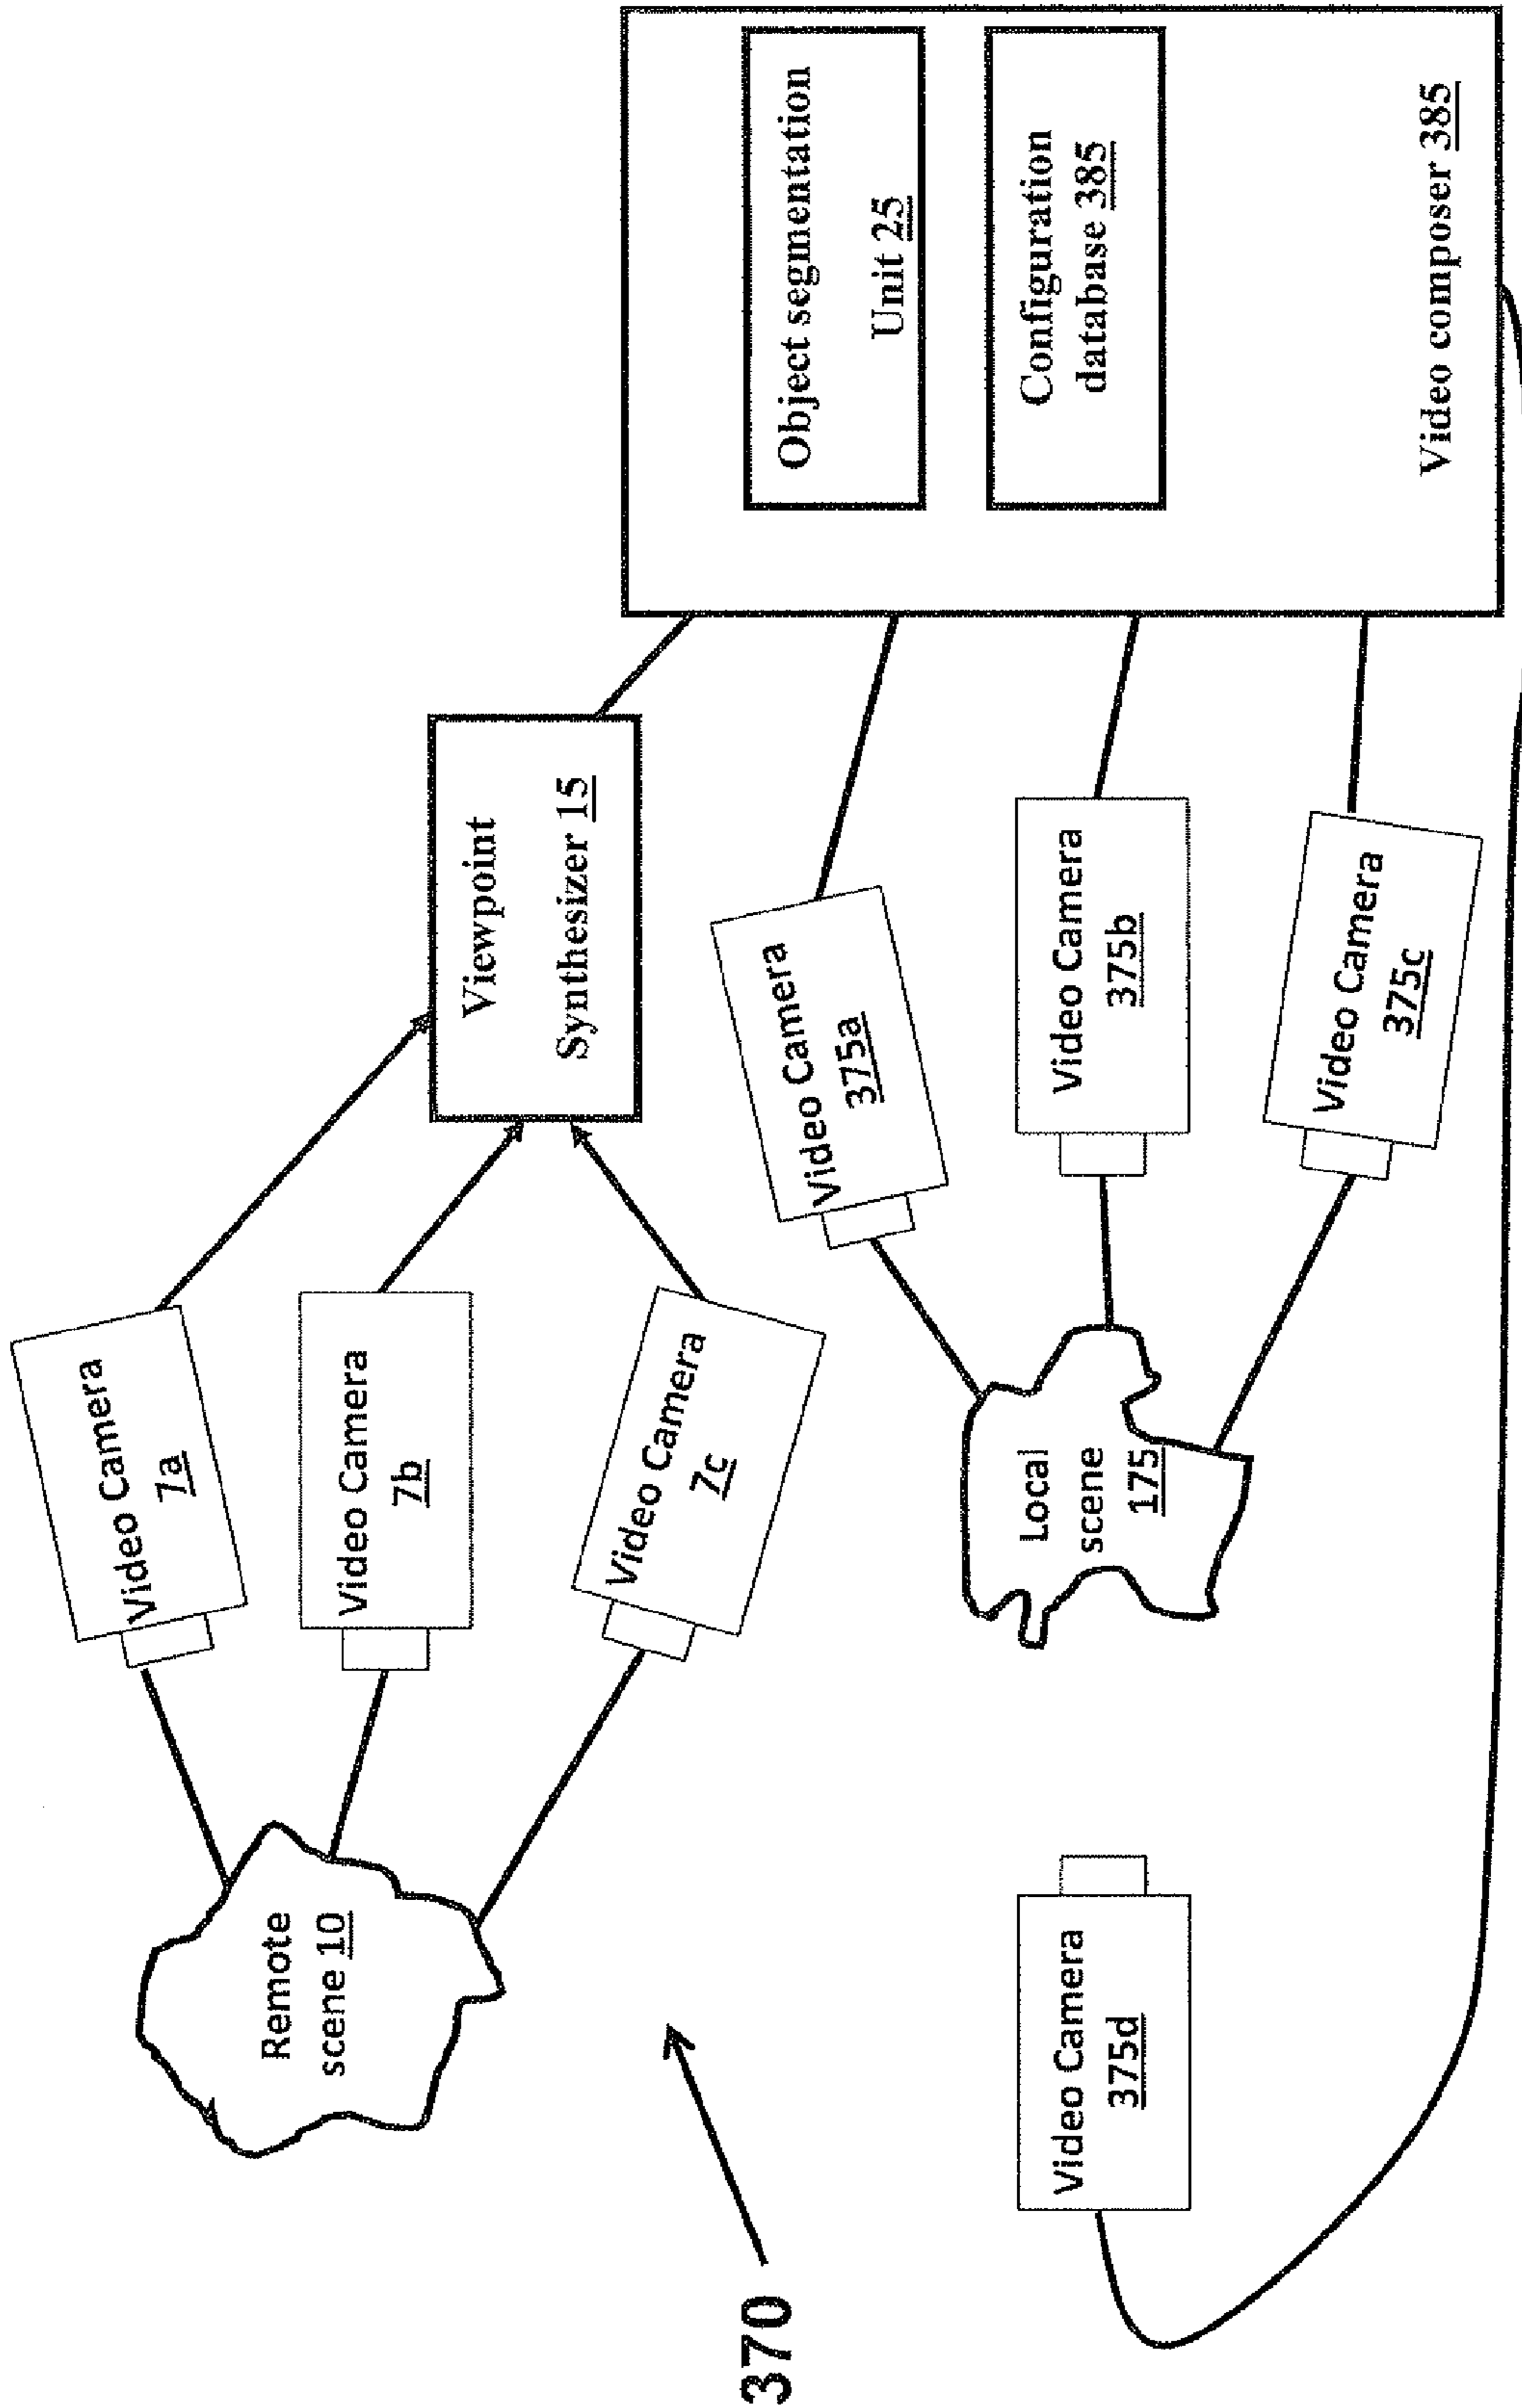 Video Camera
7a
Remote
scene 10
Video Camera
7b
Video Camera
7c
Viewpoint
Synthesizer 15
370
Video Camera
375a
Local
scene
175
Video Camera
375b
Video Camera
375c
Video Camera
375d
Object segmentation
Unit 25
Configuration
database 385
Video composer 385